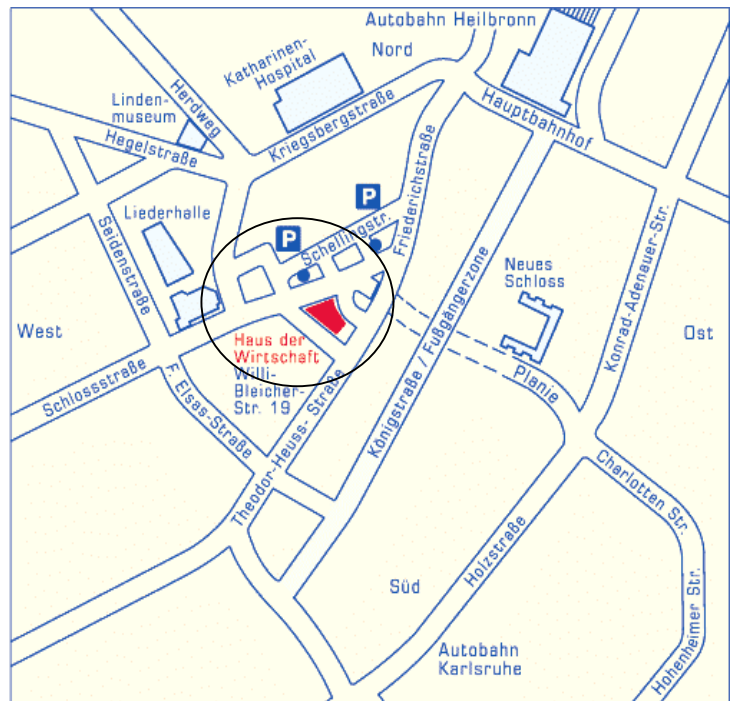 Autobahn Heilbronn
Nord
Katharinen-
Hospital
Herdweg
Linden-
museum
Hegelstraße
Kriegsbergstraße
Hauptbahnhof
P
Liederhalle
P
Schellingstr.
Friederichstraße
Seidenstraße
Neues
Schloss
Konrad-Adenauer-Str.
West
Ost
Haus der
Wirtschaft
Willi-
Bleicher-
Str. 19
Schlossstraße
F. Elsas-Straße
Theodor-Heuss- Straße
Königstraße / Fußgängerzone
Planie
Charlotten Str.
Holzstraße
Süd
Hohenheimer Str.
Autobahn
Karlsruhe